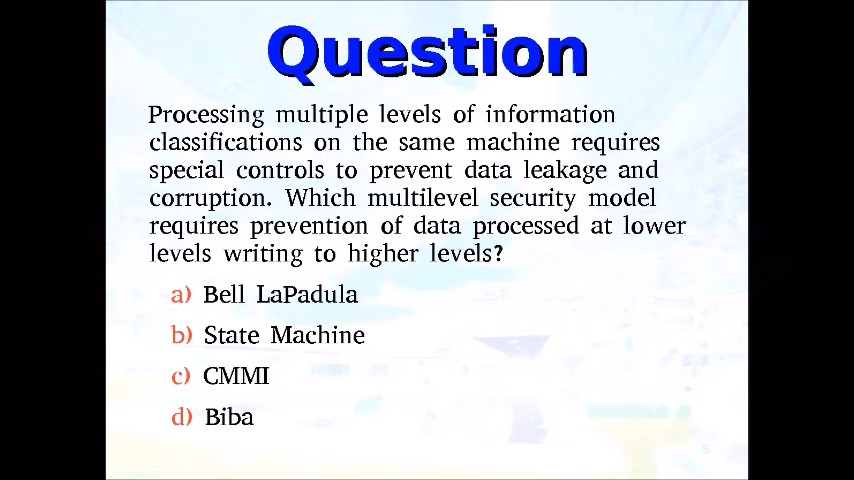 Question
Processing multiple levels of information
classifications on the same machine requires
special controls to prevent data leakage and
corruption. Which multilevel security model
requires prevention of data processed at lower
levels writing to higher levels?
a) Bell LaPadula
b) State Machine
c) CMMI
d) Biba
5